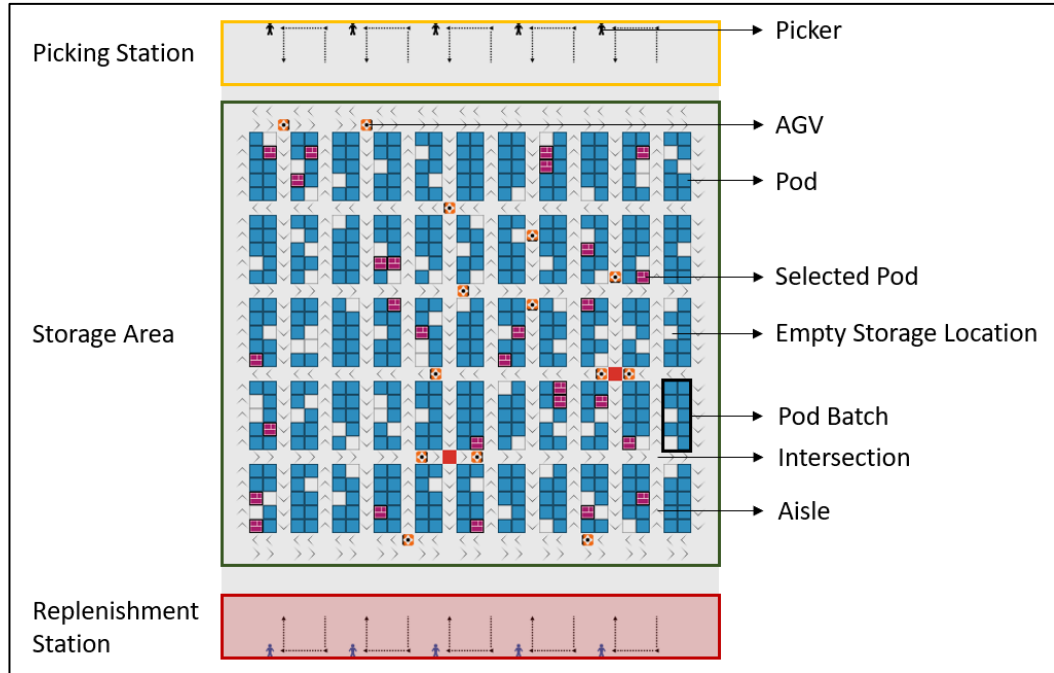 Picking Station
Picker
AGV
Pod
Selected Pod
Storage Area
Empty Storage Location
Pod Batch
Intersection
Aisle
Replenishment
Station